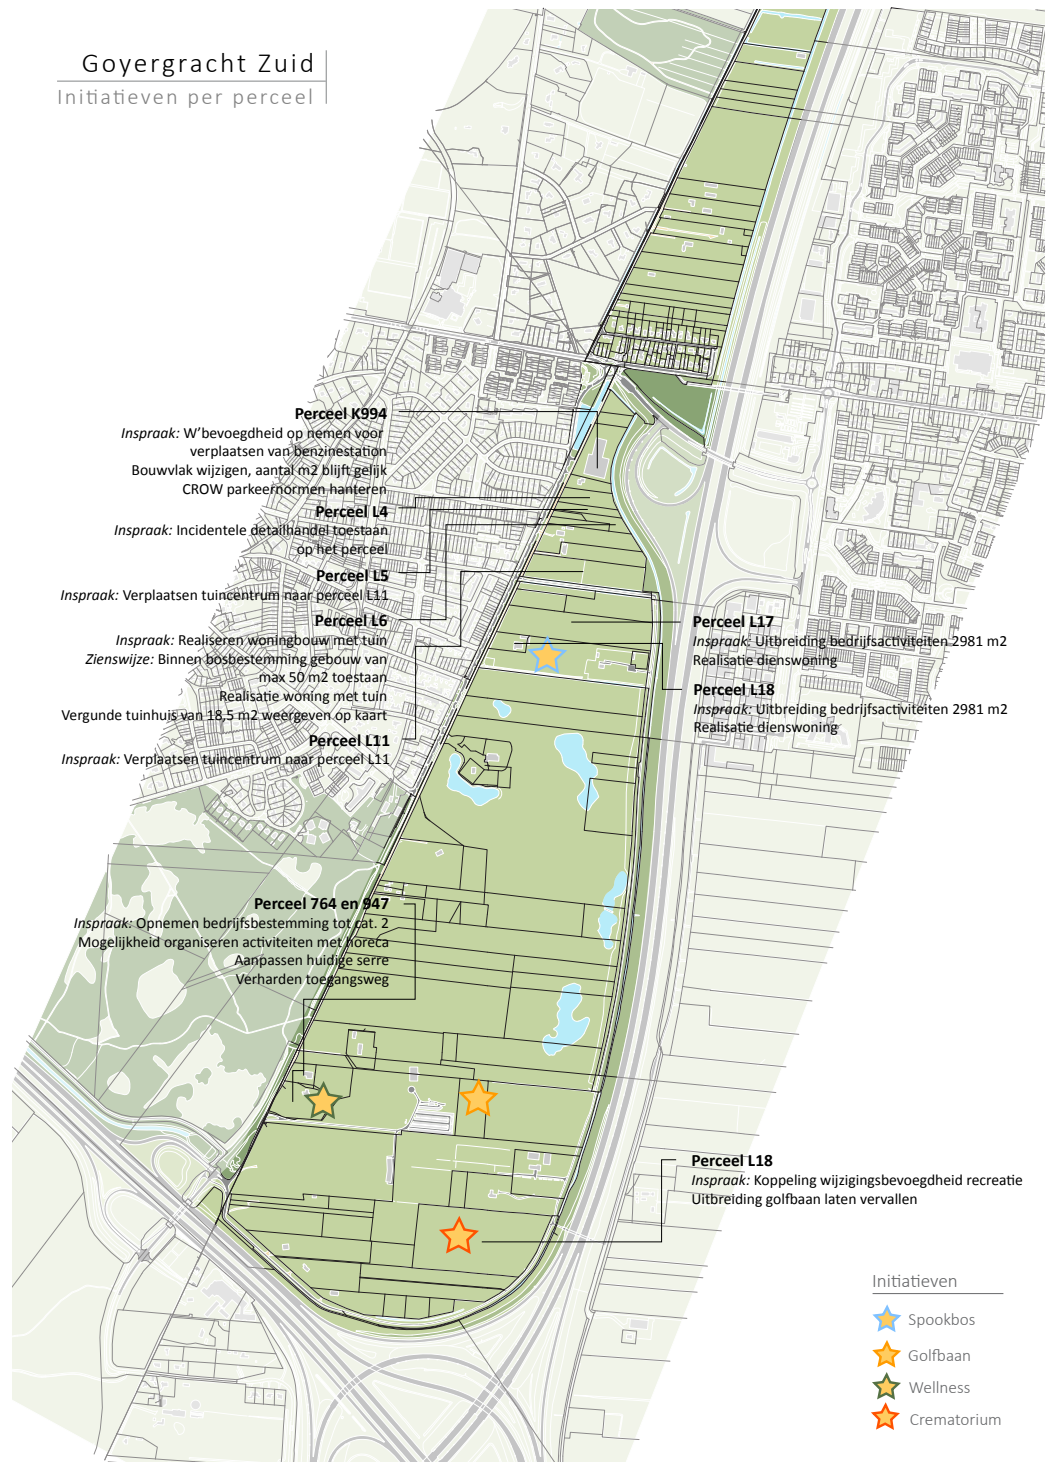 Goyergracht Zuid
Initiatieven per perceel
Perceel K994
Inspraak: W'bevoegdheid op nemen voor
verplaatsen van benzinestation
Bouwvlak wijzigen, aantal m2 blijft gelijk
CROW parkeernormen hanteren
Perceel L4
Inspraak: Incidentele detailhandel toestaan
op het perceel
Perceel L5
Inspraak: Verplaatsen tuincentrum naar perceel L11
Perceel L6
Inspraak: Realiseren woningbouw met tuin
Zienswijze: Binnen bosbestemming gebouw van
max 50 m2 toestaan
Realisatie woning met tuin
Vergunde tuinhuis van 18,5 m2 weergeven op kaart
Perceel L11
Inspraak: Verplaatsen tuincentrum naar perceel L11
Perceel L17
Inspraak: Uitbreiding bedrijfsactiviteiten 2981 m2
Realisatie dienswoning
Perceel L18
Inspraak: Uitbreiding bedrijfsactiviteiten 2981 m2
Realisatie dienswoning
Perceel 764 en 947
Inspraak: Opnemen bedrijfsbestemming tot cat. 2
Mogelijkheid organiseren activiteiten met horeca
Aanpassen huidige serre
Verharden toegangsweg
Perceel L18
Inspraak: Koppeling wijzigingsbevoegdheid recreatie
Uitbreiding golfbaan laten vervallen
Initiatieven
Spookbos
Golfbaan
Wellness
Crematorium